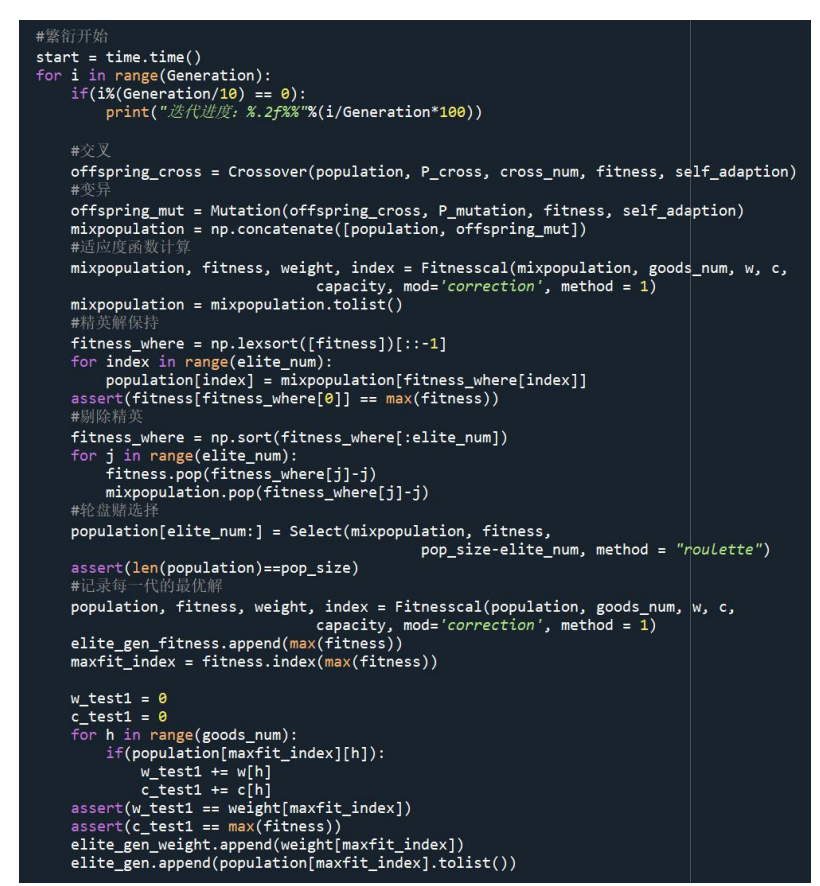 #繁衍开始
start = time.time()
for i in range(Generation):
    if(i%(Generation/10) == 0):
        print("迭代进度: %.2f%%"%(i/Generation*100))

    #交叉
    offspring_cross = Crossover(population, P_cross, cross_num, fitness, self_adaption)
    #变异
    offspring_mut = Mutation(offspring_cross, P_mutation, fitness, self_adaption)
    mixpopulation = np.concatenate([population, offspring_mut])
    #适应度函数计算
    mixpopulation, fitness, weight, index = Fitnesscal(mixpopulation, goods_num, w, c,
                                capacity, mod='correction', method = 1)
    mixpopulation = mixpopulation.tolist()
    #精英解保持
    fitness_where = np.lexsort([fitness])[::-1]
    for index in range(elite_num):
        population[index] = mixpopulation[fitness_where[index]]
    assert(fitness[fitness_where[0]] == max(fitness))
    #剔除精英
    fitness_where = np.sort(fitness_where[:elite_num])
    for j in range(elite_num):
        fitness.pop(fitness_where[j]-j)
        mixpopulation.pop(fitness_where[j]-j)
    #轮盘赌选择
    population[elite_num:] = Select(mixpopulation, fitness,
                                            pop_size-elite_num, method = "roulette")
    assert(len(population)==pop_size)
    #记录每一代的最优解
    population, fitness, weight, index = Fitnesscal(population, goods_num, w, c,
                                capacity, mod='correction', method = 1)
    elite_gen_fitness.append(max(fitness))
    maxfit_index = fitness.index(max(fitness))

    w_test1 = 0
    c_test1 = 0
    for h in range(goods_num):
        if(population[maxfit_index][h]):
            w_test1 += w[h]
            c_test1 += c[h]
    assert(w_test1 == weight[maxfit_index])
    assert(c_test1 == max(fitness))
    elite_gen_weight.append(weight[maxfit_index])
    elite_gen.append(population[maxfit_index].tolist())